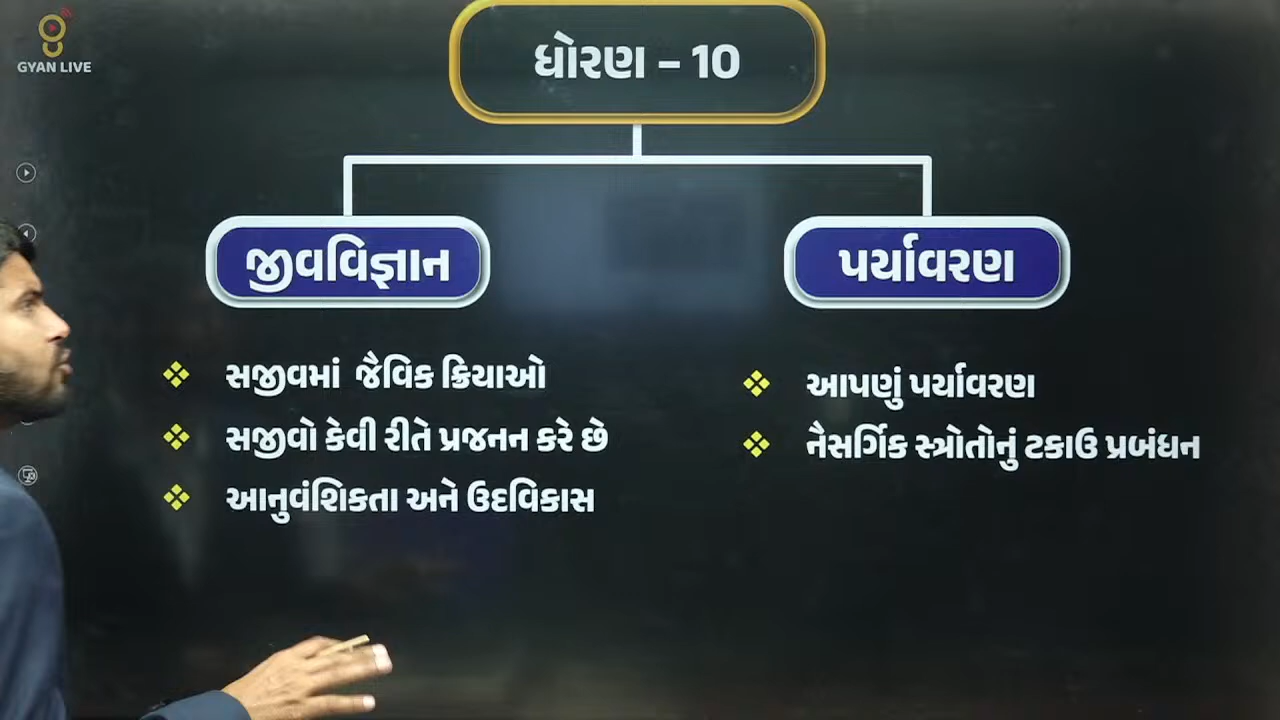 GYAN LIVE
ધોરણ – 10
જીવવિજ્ઞાન
પર્યાવરણ
સજીવમાં જૈવિક ક્રિયાઓ
સજીવો કેવી રીતે પ્રજનન કરે છે
આનુવંશિકતા અને ઉદવિકાસ
આપણું પર્યાવરણ
નૈસર્ગિક સ્ત્રોતોનું ટકાઉ પ્રબંધન